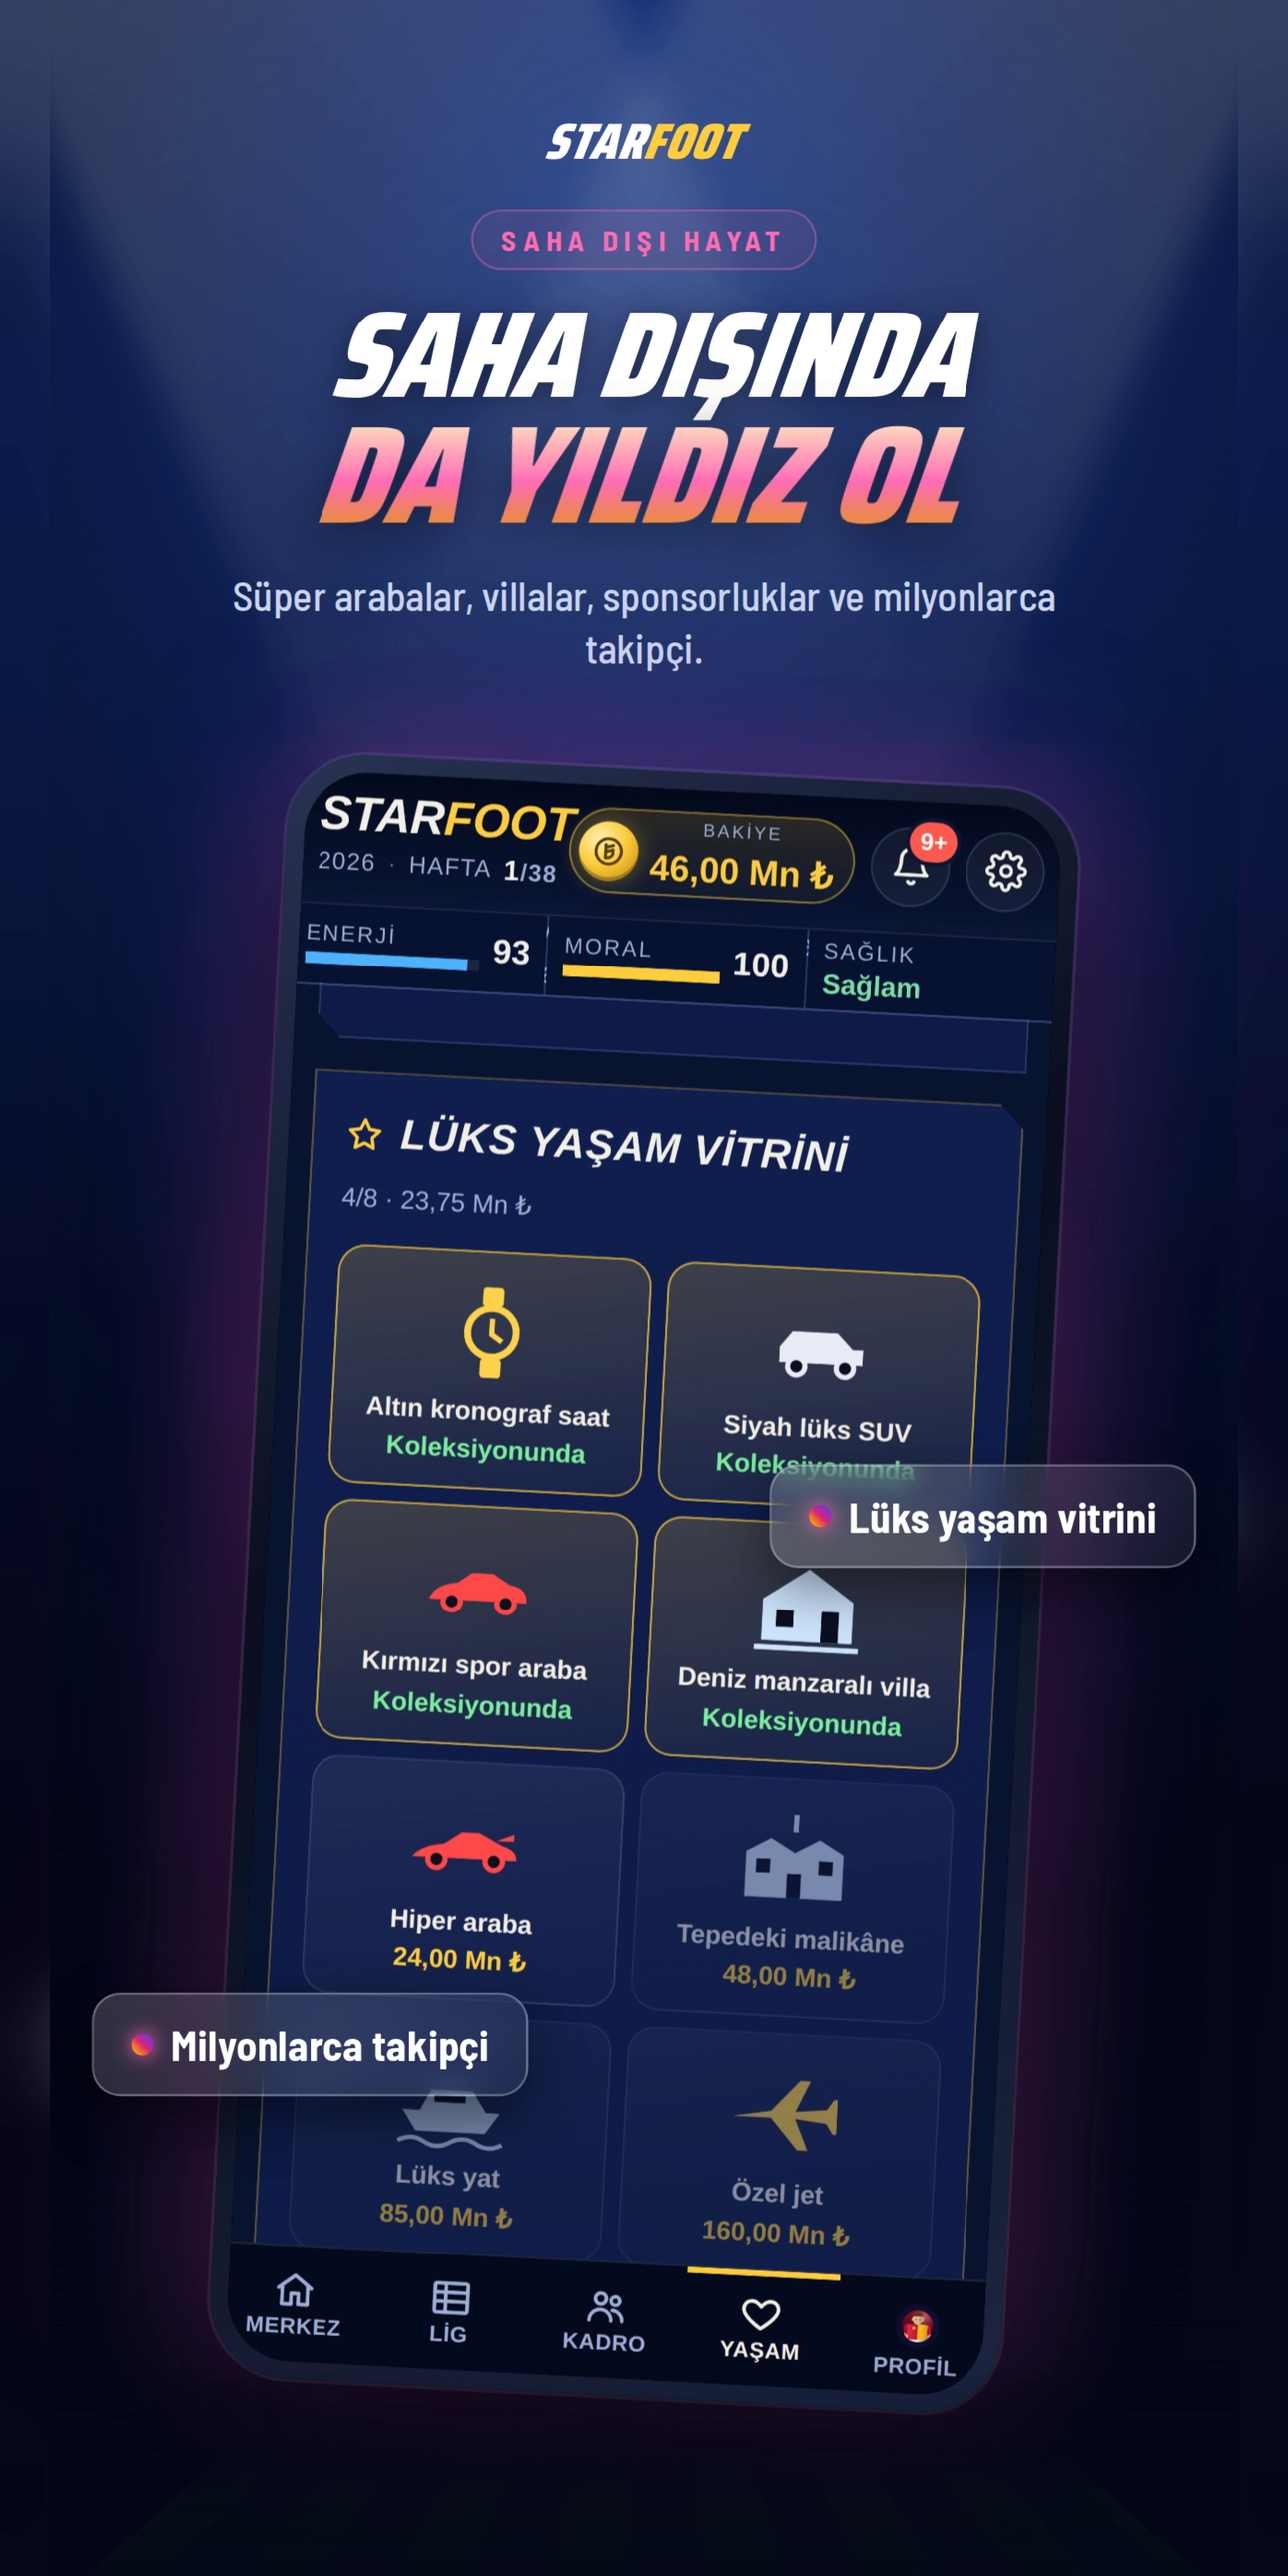 STARFOOT
SAHA DIŞI HAYAT
SAHA DIŞINDA
DA YILDIZ OL
Süper arabalar, villalar, sponsorluklar ve milyonlarca
takipçi.
STARFOOT
2026 · HAFTA 1/38
BAKİYE
46,00 Mn ₺
9+
ENERJİ
93
MORAL
100
SAĞLIK
Sağlam
LÜKS YAŞAM VİTRİNİ
4/8 · 23,75 Mn ₺
Altın kronograf saat
Koleksiyonunda
Siyah lüks SUV
Koleksiyonunda
Lüks yaşam vitrini
Kırmızı spor araba
Koleksiyonunda
Deniz manzaralı villa
Koleksiyonunda
Hiper araba
24,00 Mn ₺
Tepedeki malikâne
48,00 Mn ₺
Milyonlarca takipçi
Lüks yat
85,00 Mn ₺
Özel jet
160,00 Mn ₺
MERKEZ
LİG
KADRO
YAŞAM
PROFİL